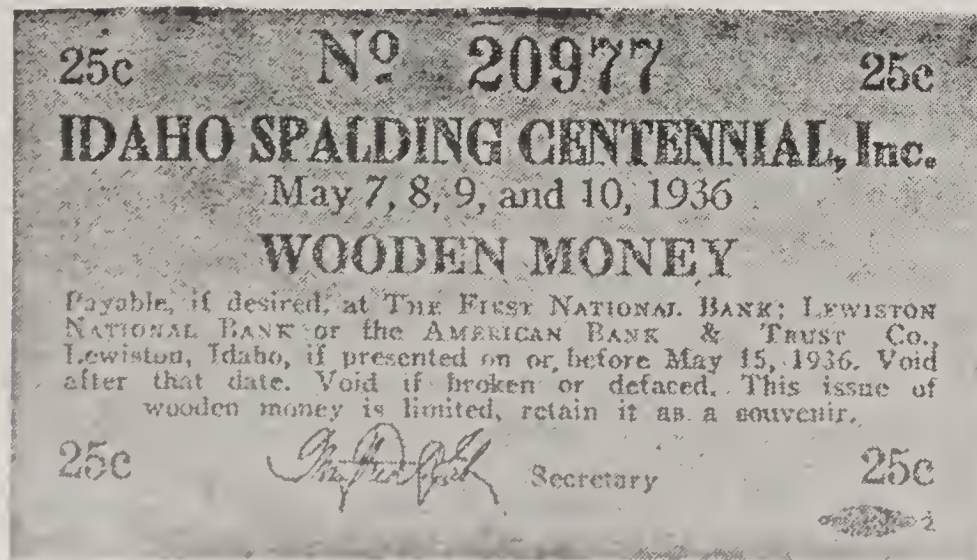 25c Nº 20977 25c
IDAHO SPALDING CENTENNIAL, Inc.
May 7, 8, 9, and 10, 1936
WOODEN MONEY
Payable, if desired, at THE FIRST NATIONAL BANK; LEWISTON
NATIONAL BANK or the AMERICAN BANK & TRUST Co.,
Lewiston, Idaho, if presented on or before May 15, 1936. Void
after that date. Void if broken or defaced. This issue of
wooden money is limited, retain it as a souvenir.
25c Secretary 25c